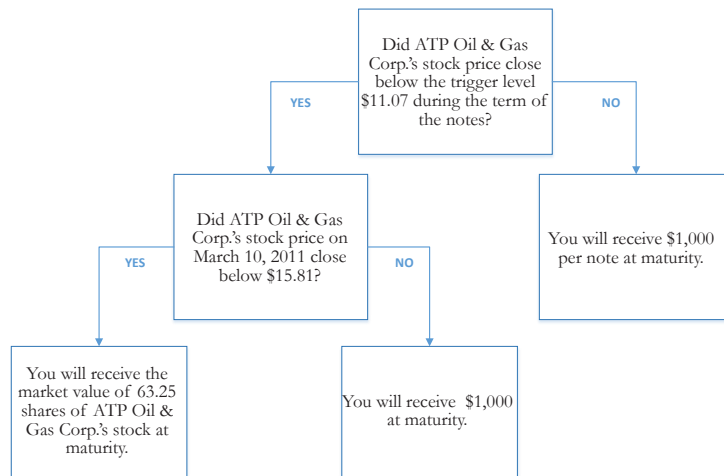 Did ATP Oil & Gas
Corp.'s stock price close
below the trigger level
$11.07 during the term of
the notes?
YES
NO
Did ATP Oil & Gas
Corp.'s stock price on
March 10, 2011 close
below $15.81?
You will receive $1,000
per note at maturity.
YES
NO
You will receive the
market value of 63.25
shares of ATP Oil &
Gas Corp.'s stock at
maturity.
You will receive $1,000
at maturity.